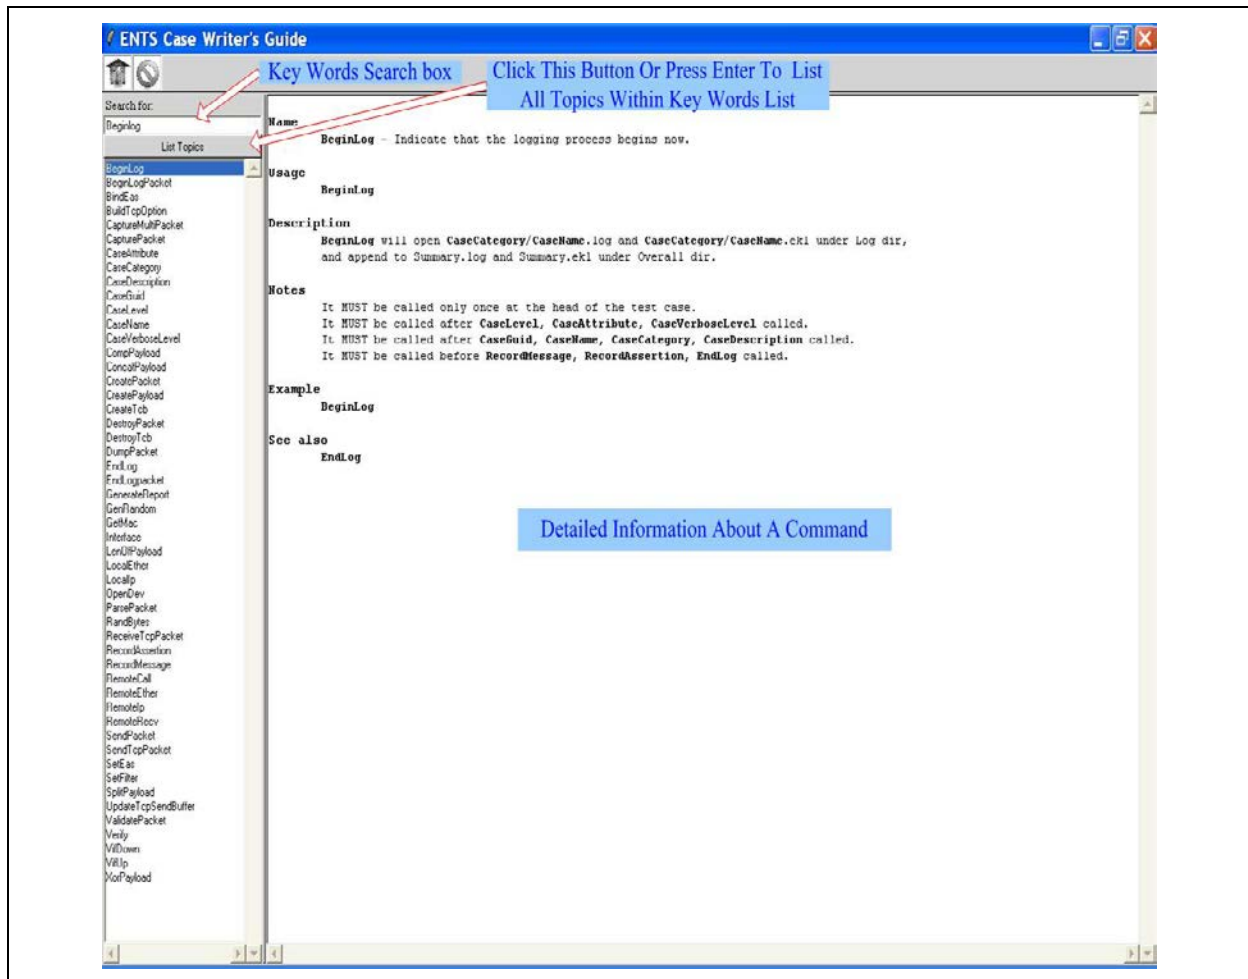 ENTS Case Writer's Guide
Key Words Search box
Click This Button Or Press Enter To List
All Topics Within Key Words List
Search for:
Beginlog
List Topics
BeginLog
BeginLogPacket
BindEas
BuildTcpOption
CaptureMultiPacket
CapturePacket
CaseAttribute
CaseCategory
CaseDescription
CaseGuid
CaseLevel
CaseName
CaseVerboseLevel
CompPayload
ConcatPayload
CreatePacket
CreatePayload
CreateTcb
DestroyPacket
DestroyTcb
DumpPacket
EndLog
EndLogpacket
GenerateReport
GenRandom
GetMac
Interface
LenOfPayload
LocalEther
LocalIp
OpenDev
ParsePacket
RandBytes
ReceiveTcpPacket
RecordAssertion
RecordMessage
RemoteCall
RemoteEther
RemoteIp
RemoteRecv
SendPacket
SendTcpPacket
SetEas
SetFilter
SplitPayload
UpdateTcpSendBuffer
ValidatePacket
Verify
VifDown
VifUp
XorPayload
Name
BeginLog - Indicate that the logging process begins now.
Usage
BeginLog
Description
BeginLog will open CaseCategory/CaseName.log and CaseCategory/CaseName.ekl under Log dir,
and append to Summary.log and Summary.ekl under Overall dir.
Notes
It MUST be called only once at the head of the test case.
It MUST be called after CaseLevel, CaseAttribute, CaseVerboseLevel called.
It MUST be called after CaseGuid, CaseName, CaseCategory, CaseDescription called.
It MUST be called before RecordMessage, RecordAssertion, EndLog called.
Example
BeginLog
See also
EndLog
Detailed Information About A Command